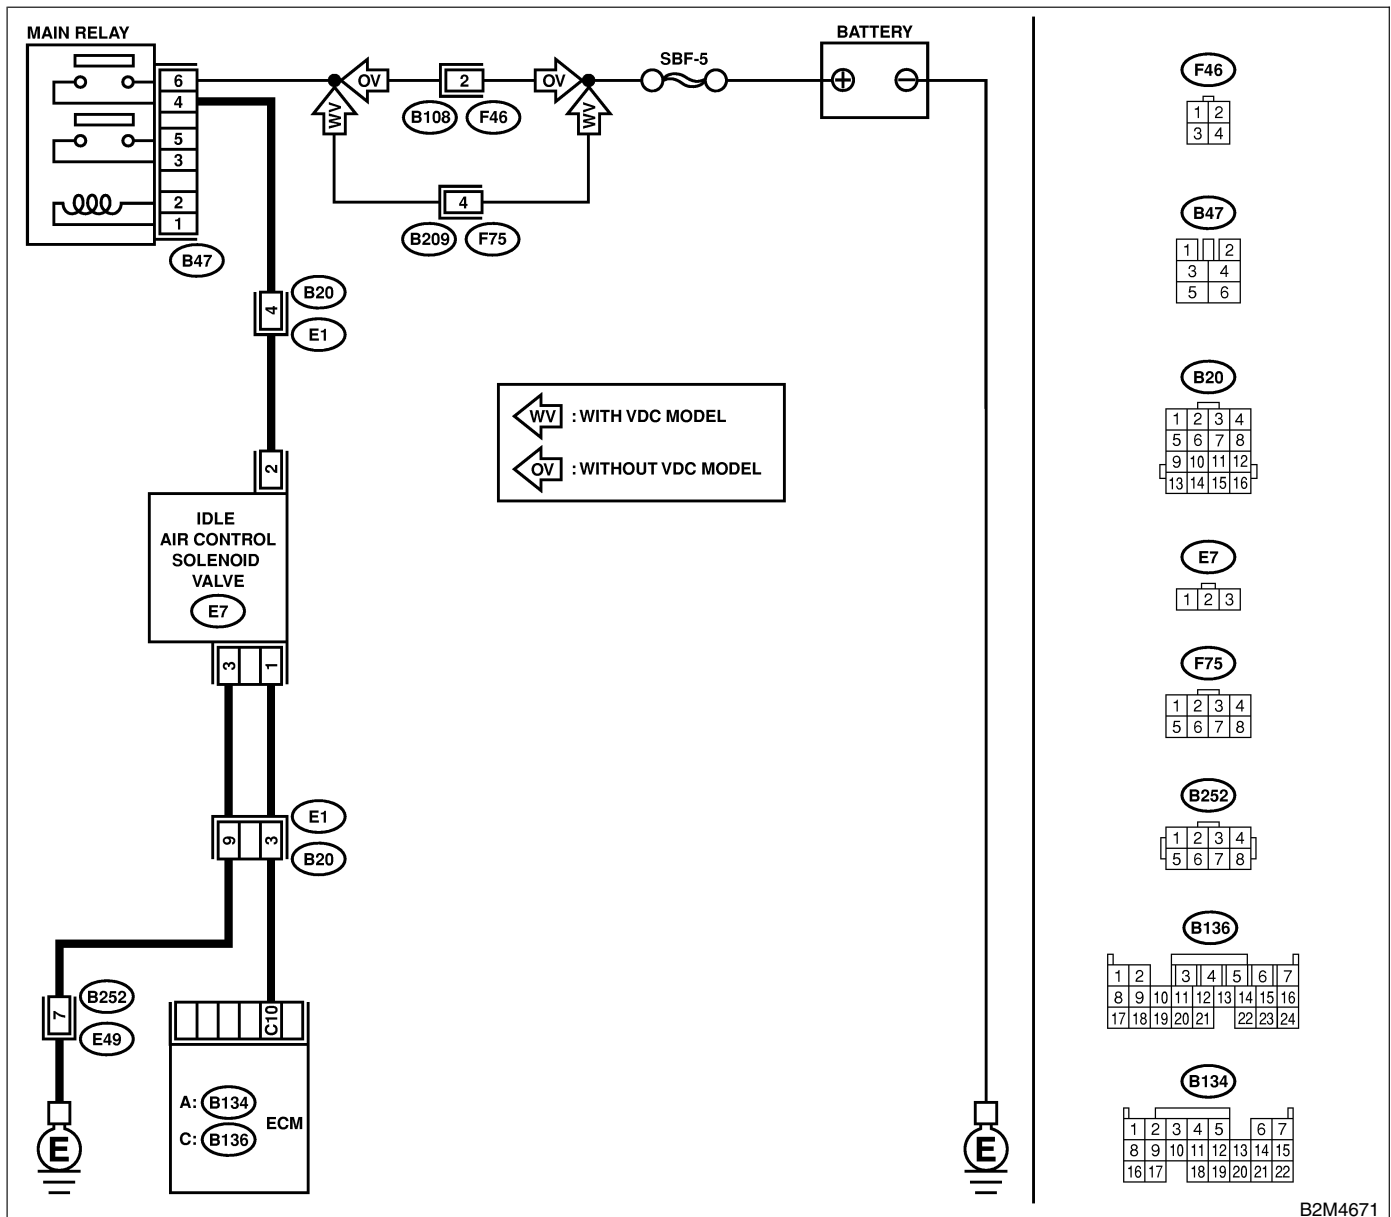 MAIN RELAY
6
4
5
3
2
1
B47
OV
2
OV
B108
F46
WV
WV
4
B209
F75
SBF-5
BATTERY
+
−
4
B20
E1
WV : WITH VDC MODEL
OV : WITHOUT VDC MODEL
2
IDLE
AIR CONTROL
SOLENOID
VALVE
E7
3 1
E1
9 3
B20
B252
7
E49
E
C10
A: B134
C: B136
ECM
E
F46
1 2
3 4
B47
1 2
3 4
5 6
B20
1 2 3 4
5 6 7 8
9 10 11 12
13 14 15 16
E7
1 2 3
F75
1 2 3 4
5 6 7 8
B252
1 2 3 4
5 6 7 8
B136
1 2 3 4 5 6 7
8 9 10 11 12 13 14 15 16
17 18 19 20 21 22 23 24
B134
1 2 3 4 5 6 7
8 9 10 11 12 13 14 15
16 17 18 19 20 21 22
B2M4671